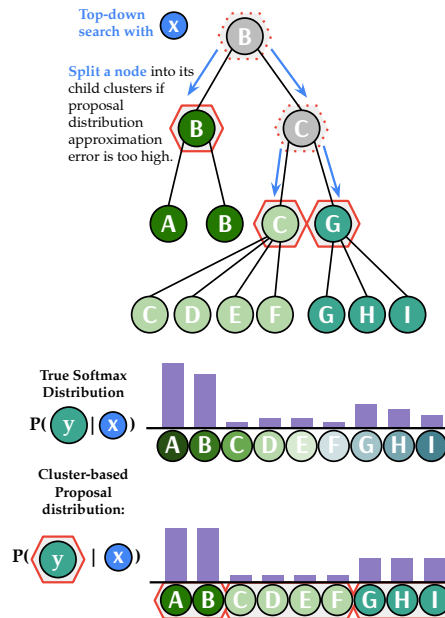 Top-down
search with x
B
Split a node into its
child clusters if
proposal
distribution
approximation
error is too high.
B C
A B C G
C D E F G H I
True Softmax
Distribution
P( y | x )
A B C D E F G H I
Cluster-based
Proposal
distribution:
P( y | x )
A B C D E F G H I